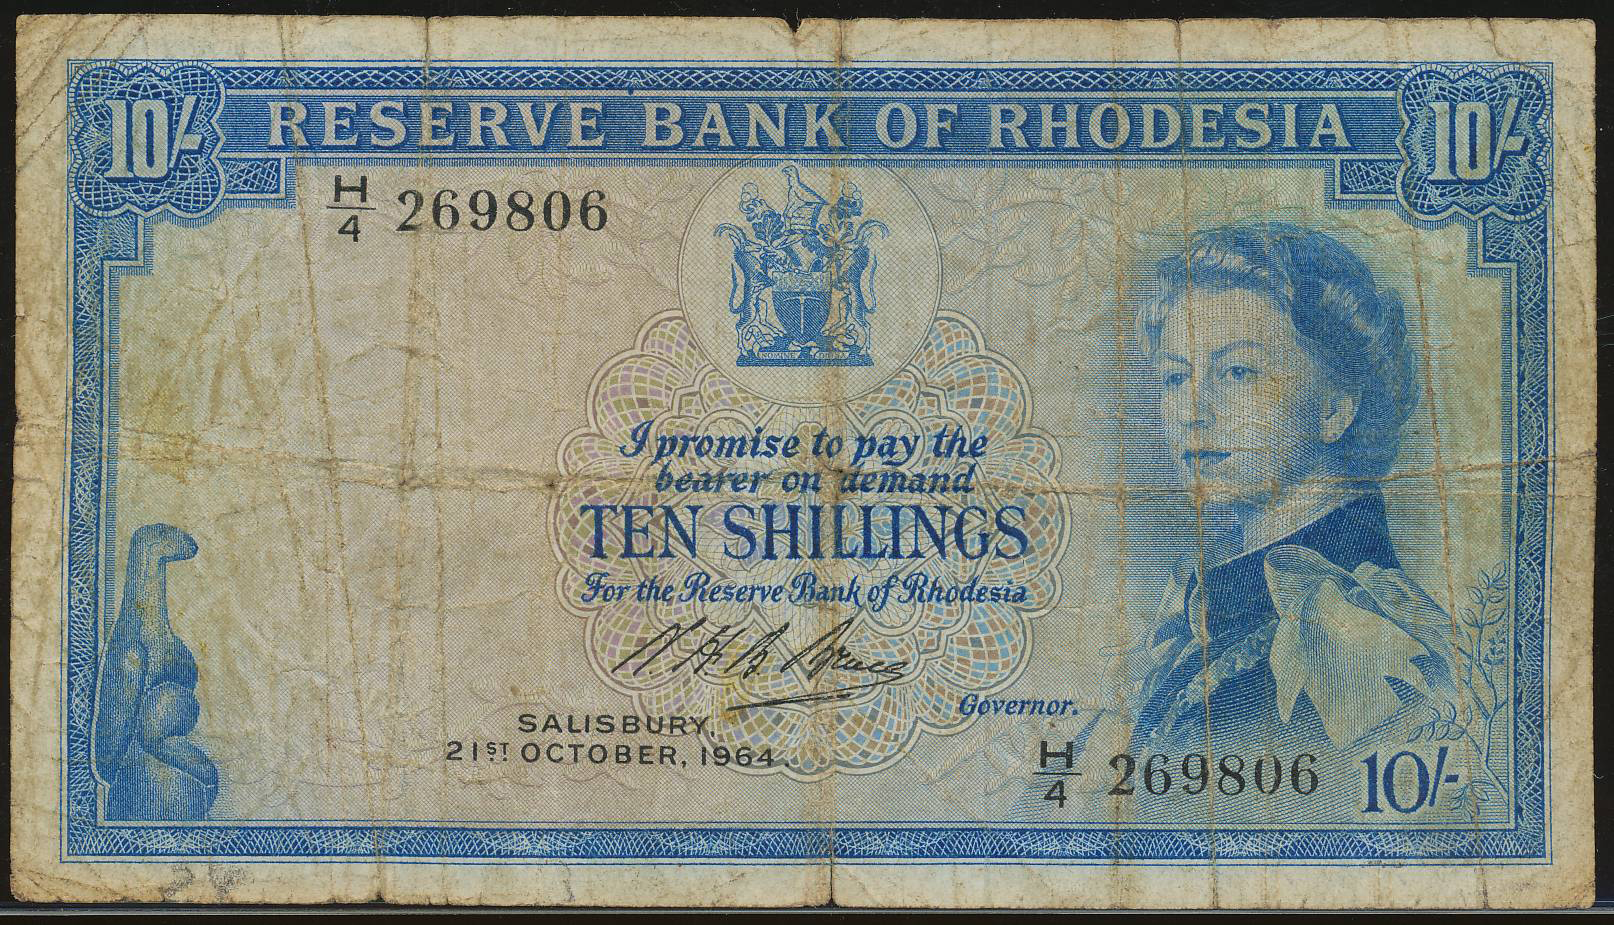 10/- RESERVE BANK OF RHODESIA 10/-
H/4 269806
I promise to pay the
bearer on demand
TEN SHILLINGS
For the Reserve Bank of Rhodesia
V. H. B. Bruce
Governor.
SALISBURY,
21ST OCTOBER, 1964.
H/4 269806 10/-